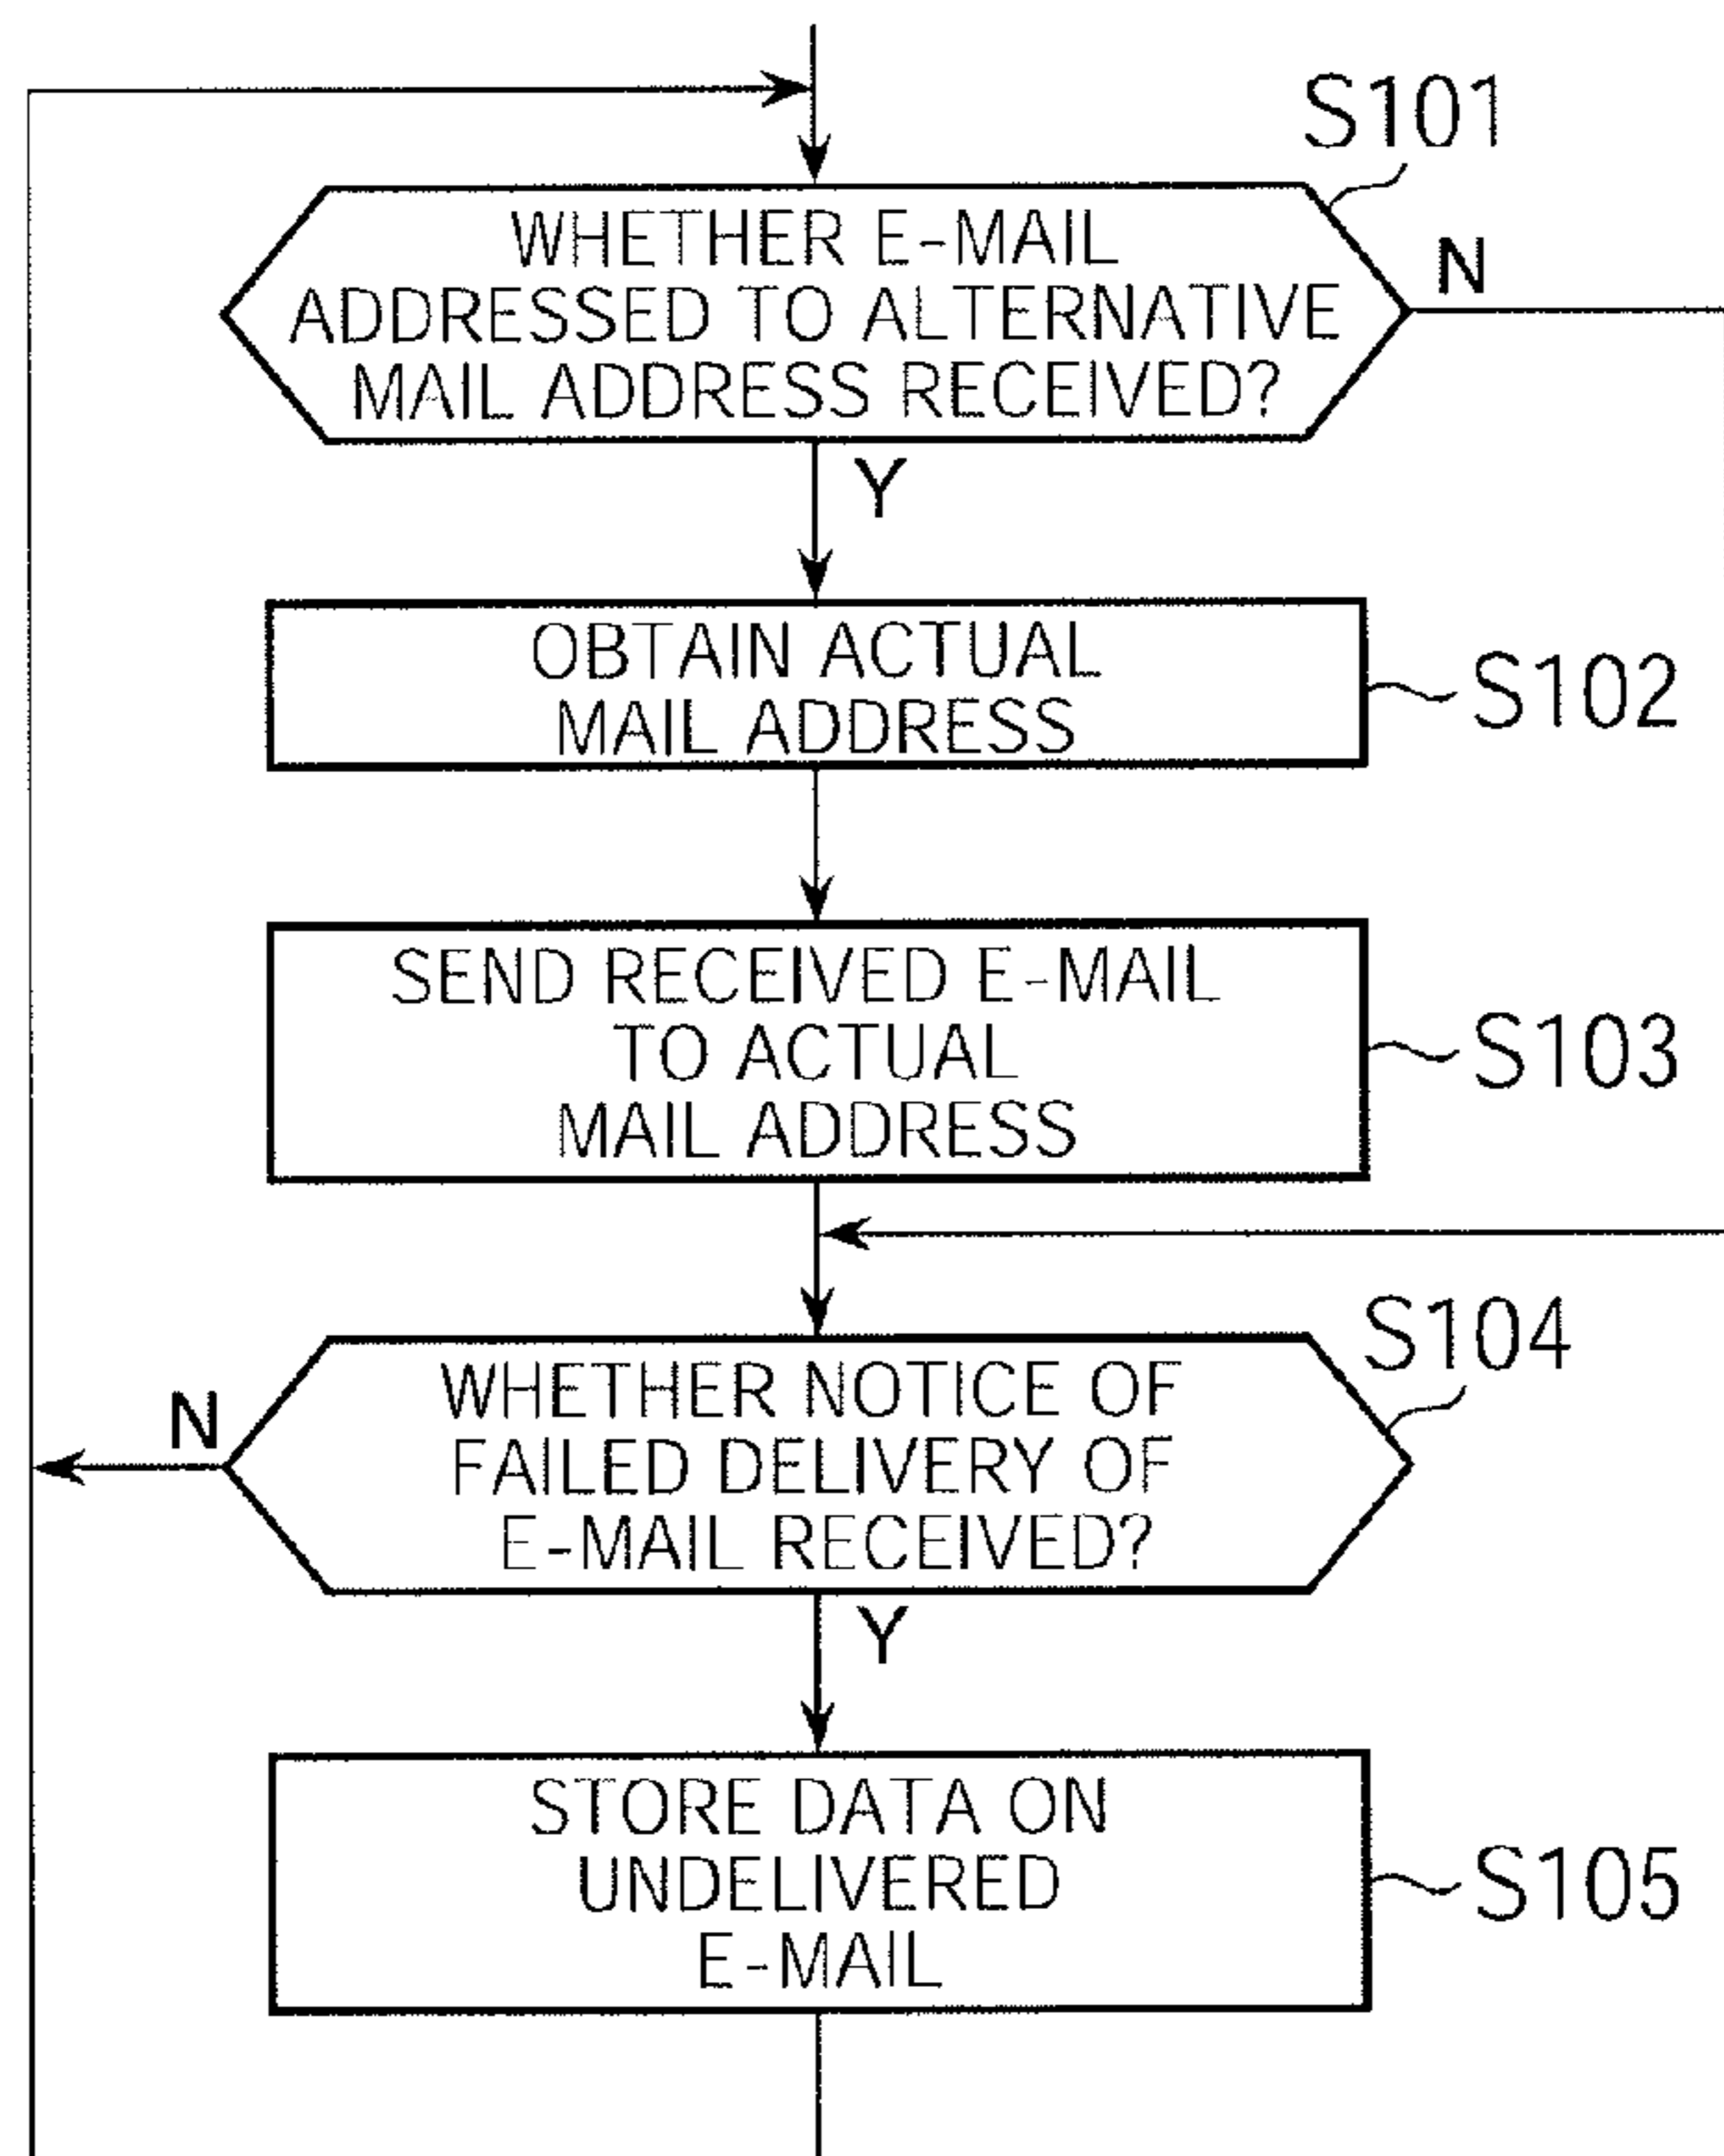 S101
WHETHER E-MAIL
ADDRESSED TO ALTERNATIVE
MAIL ADDRESS RECEIVED?
N
Y
OBTAIN ACTUAL
MAIL ADDRESS
S102
SEND RECEIVED E-MAIL
TO ACTUAL
MAIL ADDRESS
S103
S104
WHETHER NOTICE OF
FAILED DELIVERY OF
E-MAIL RECEIVED?
N
Y
STORE DATA ON
UNDELIVERED
E-MAIL
S105